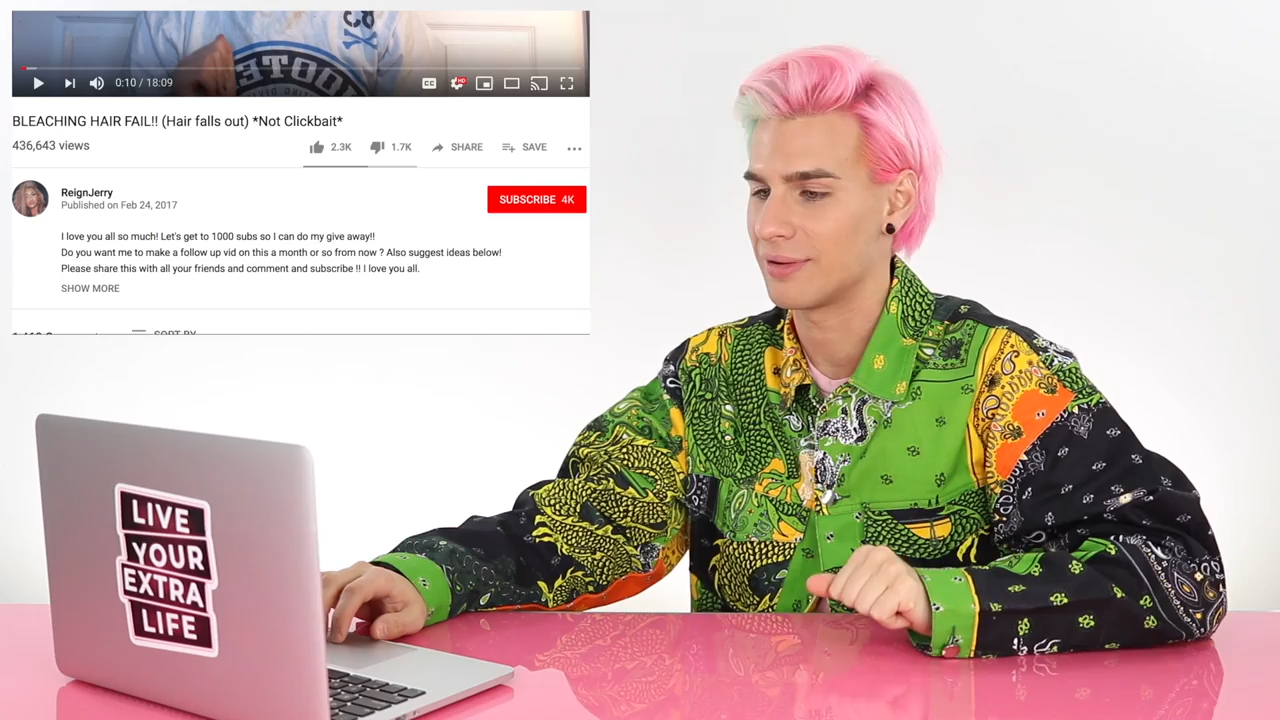 0:10 / 18:09
CC
HD
BLEACHING HAIR FAIL!! (Hair falls out) *Not Clickbait*
436,643 views
2.3K
1.7K
SHARE
SAVE
ReignJerry
Published on Feb 24, 2017
SUBSCRIBE 4K
I love you all so much! Let's get to 1000 subs so I can do my give away!!
Do you want me to make a follow up vid on this a month or so from now ? Also suggest ideas below!
Please share this with all your friends and comment and subscribe !! I love you all.
SHOW MORE
SORT BY
LIVE
YOUR
EXTRA
LIFE